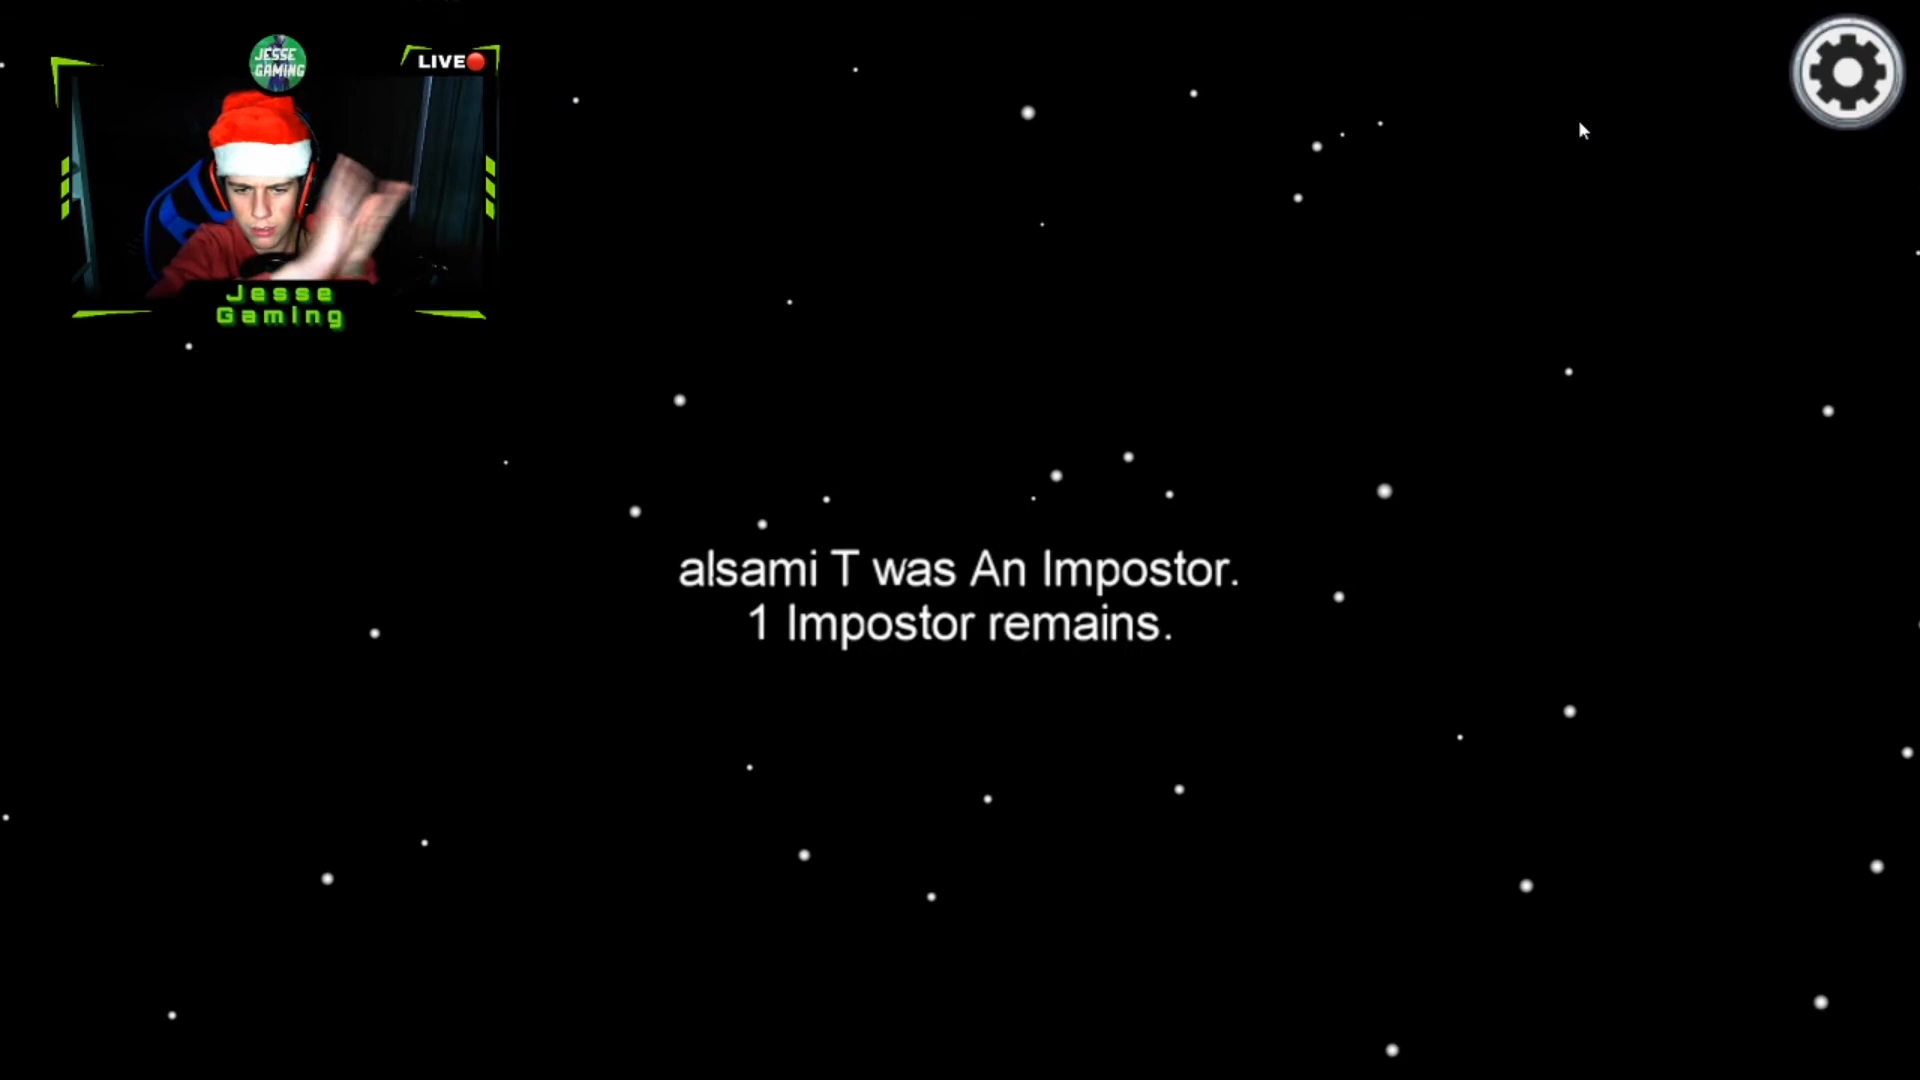 JESSE
GAMING
LIVE
Jesse
Gaming
alsami T was An Impostor.
1 Impostor remains.